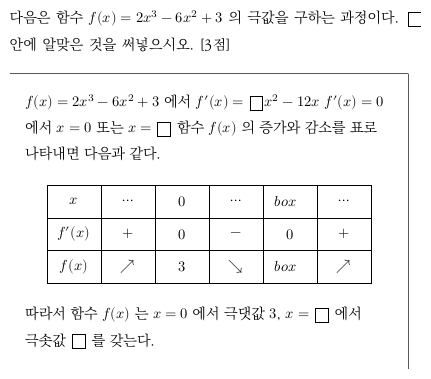 다음은 함수 f(x) = 2x³ − 6x² + 3 의 극값을 구하는 과정이다. □
안에 알맞은 것을 써넣으시오. [3점]
f(x) = 2x³ − 6x² + 3 에서 f′(x) = □x² − 12x f′(x) = 0
에서 x = 0 또는 x = □ 함수 f(x) 의 증가와 감소를 표로
나타내면 다음과 같다.
x ⋯ 0 ⋯ box ⋯
f′(x) + 0 − 0 +
f(x) ↗ 3 ↘ box ↗
따라서 함수 f(x) 는 x = 0 에서 극댓값 3, x = □ 에서
극솟값 □ 를 갖는다.